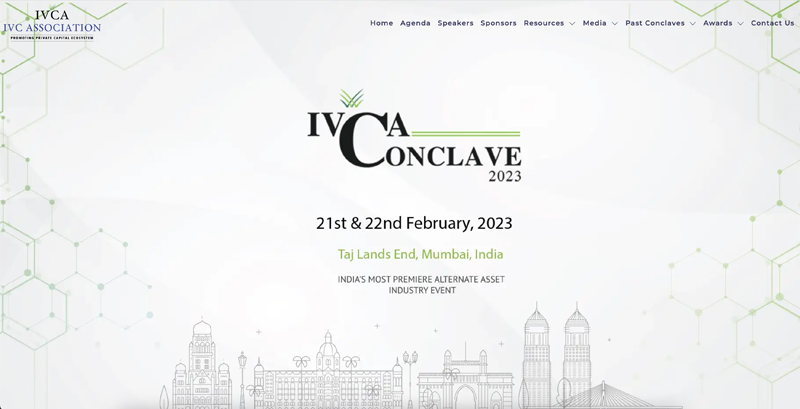 IVCA
IVC ASSOCIATION
PROMOTING PRIVATE CAPITAL ECOSYSTEM
Home Agenda Speakers Sponsors Resources Media Past Conclaves Awards Contact Us
IVCA
CONCLAVE
2023
21st & 22nd February, 2023
Taj Lands End, Mumbai, India
INDIA'S MOST PREMIERE ALTERNATE ASSET
INDUSTRY EVENT